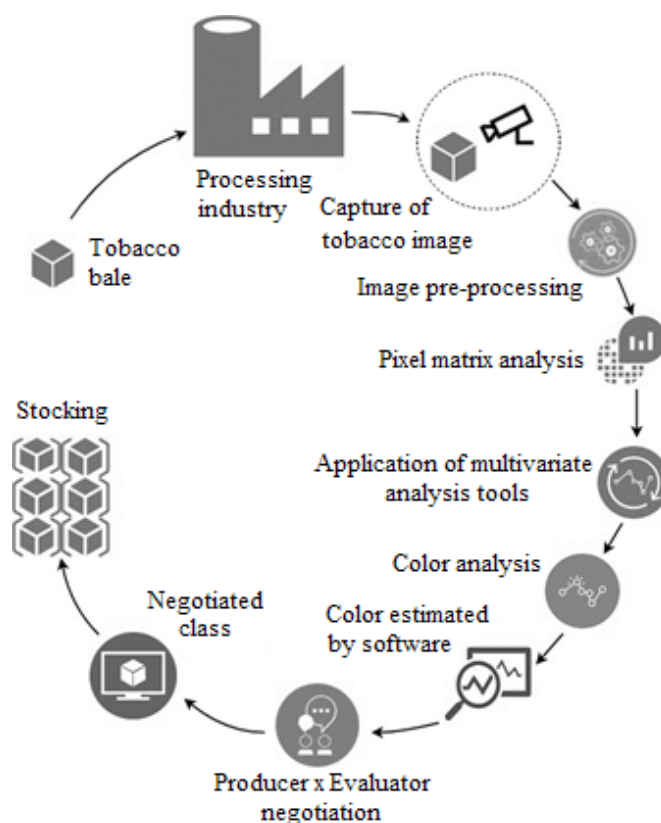 Processing
industry
Capture of
tobacco image
Tobacco
bale
Image pre-processing
Pixel matrix analysis
Stocking
Application of multivariate
analysis tools
Color analysis
Negotiated
class
Color estimated
by software
Producer x Evaluator
negotiation